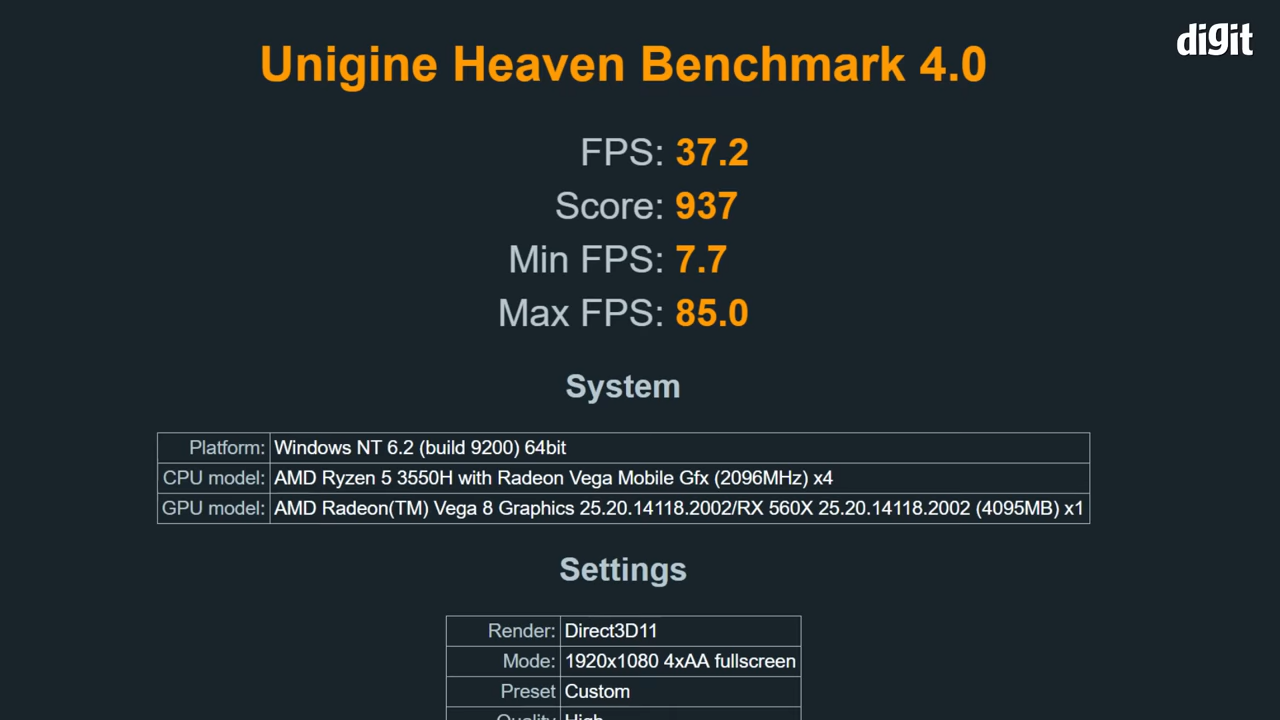 digit
Unigine Heaven Benchmark 4.0
FPS: 37.2
Score: 937
Min FPS: 7.7
Max FPS: 85.0
System
Platform: Windows NT 6.2 (build 9200) 64bit
CPU model: AMD Ryzen 5 3550H with Radeon Vega Mobile Gfx (2096MHz) x4
GPU model: AMD Radeon(TM) Vega 8 Graphics 25.20.14118.2002/RX 560X 25.20.14118.2002 (4095MB) x1
Settings
Render: Direct3D11
Mode: 1920x1080 4xAA fullscreen
Preset Custom
Quality High